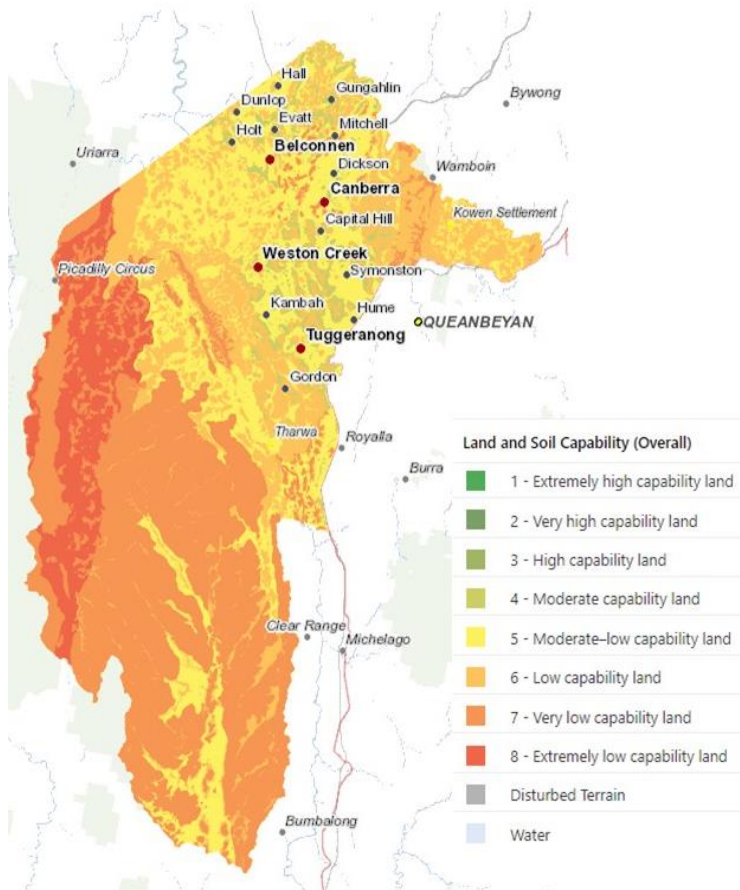 Hall
Gungahlin
Bywong
Dunlop
Evatt
Holt
Mitchell
Uriarra
Belconnen
Dickson
Wamboin
Canberra
Kowen Settlement
Capital Hill
Weston Creek
Picadilly Circus
Symonston
Kambah
Hume
QUEANBEYAN
Tuggeranong
Gordon
Tharwa
Royalla
Burra
Clear Range
Michelago
Bumbalong
Land and Soil Capability (Overall)
1 - Extremely high capability land
2 - Very high capability land
3 - High capability land
4 - Moderate capability land
5 - Moderate–low capability land
6 - Low capability land
7 - Very low capability land
8 - Extremely low capability land
Disturbed Terrain
Water